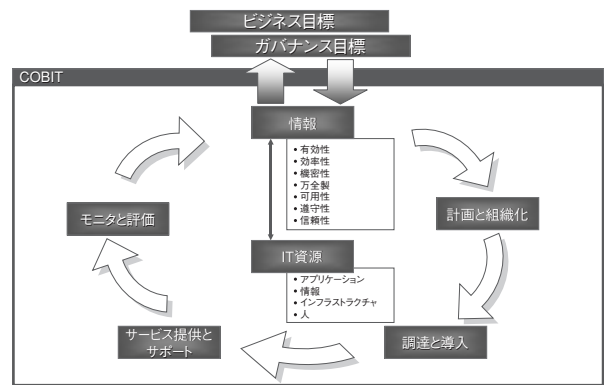 ビジネス目標
ガバナンス目標
COBIT
情報
• 有効性
• 効率性
• 機密性
• 万全製
• 可用性
• 遵守性
• 信頼性
計画と組織化
モニタと評価
IT資源
• アプリケーション
• 情報
• インフラストラクチャ
• 人
サービス提供と
サポート
調達と導入